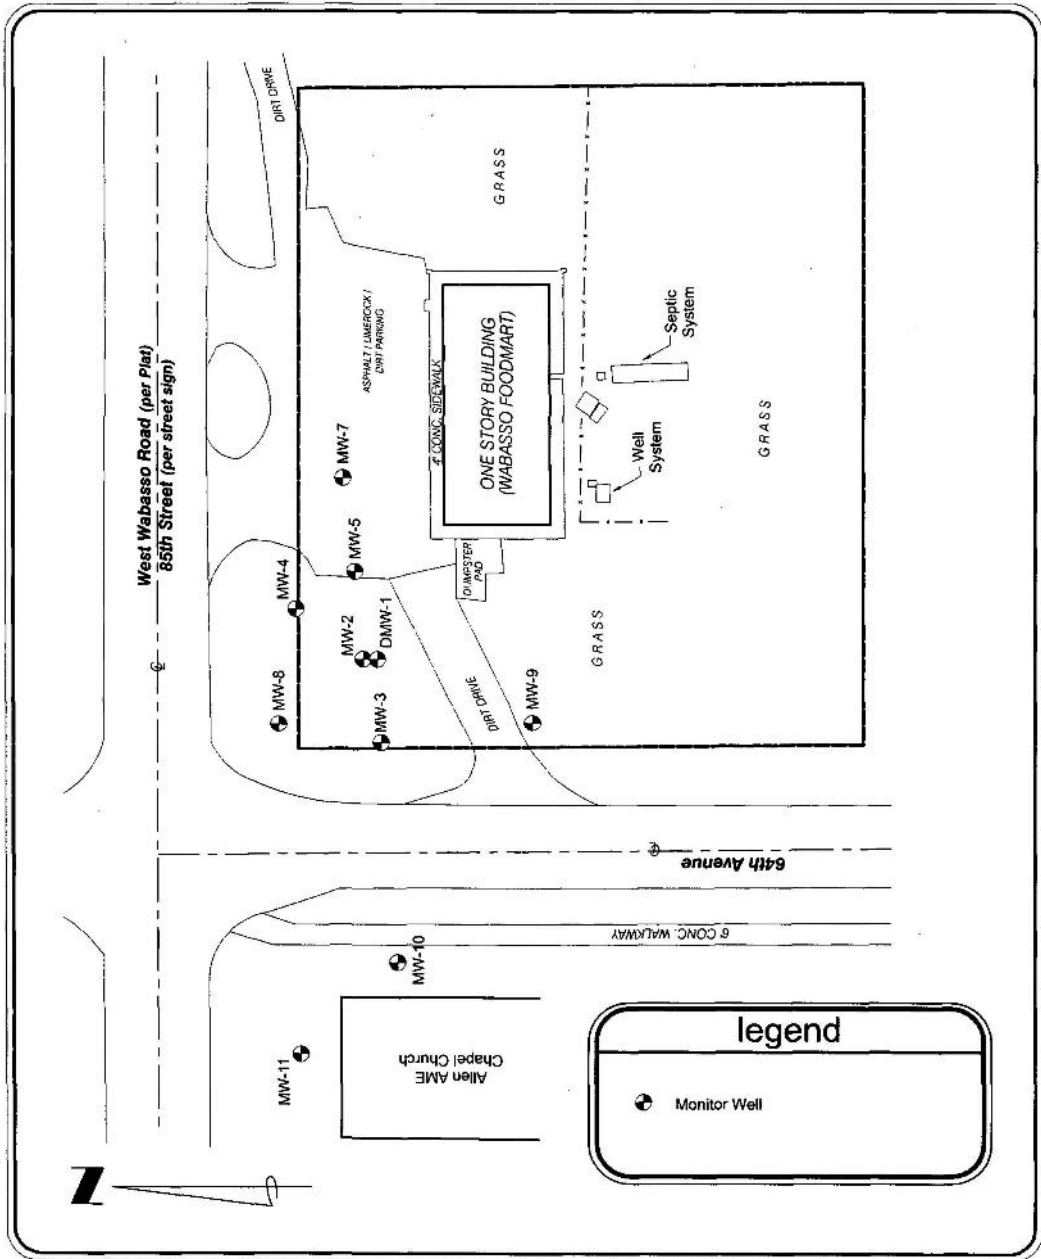 DIRT DRIVE
GRASS
West Wabasso Road (per Plat)
85th Street (per street sign)
ASPHALT / LIMEROCK /
DIRT PARKING
4' CONC. SIDEWALK
ONE STORY BUILDING
(WABASSO FOODMART)
Septic
System
Well
System
GRASS
MW-7
MW-5
MW-4
MW-2
DMW-1
DUMPSTER
PAD
GRASS
MW-8
MW-3
DIRT DRIVE
MW-9
64th Avenue
6' CONC. WALKWAY
MW-10
MW-11
Allen AME
Chapel Church
legend
Monitor Well
N